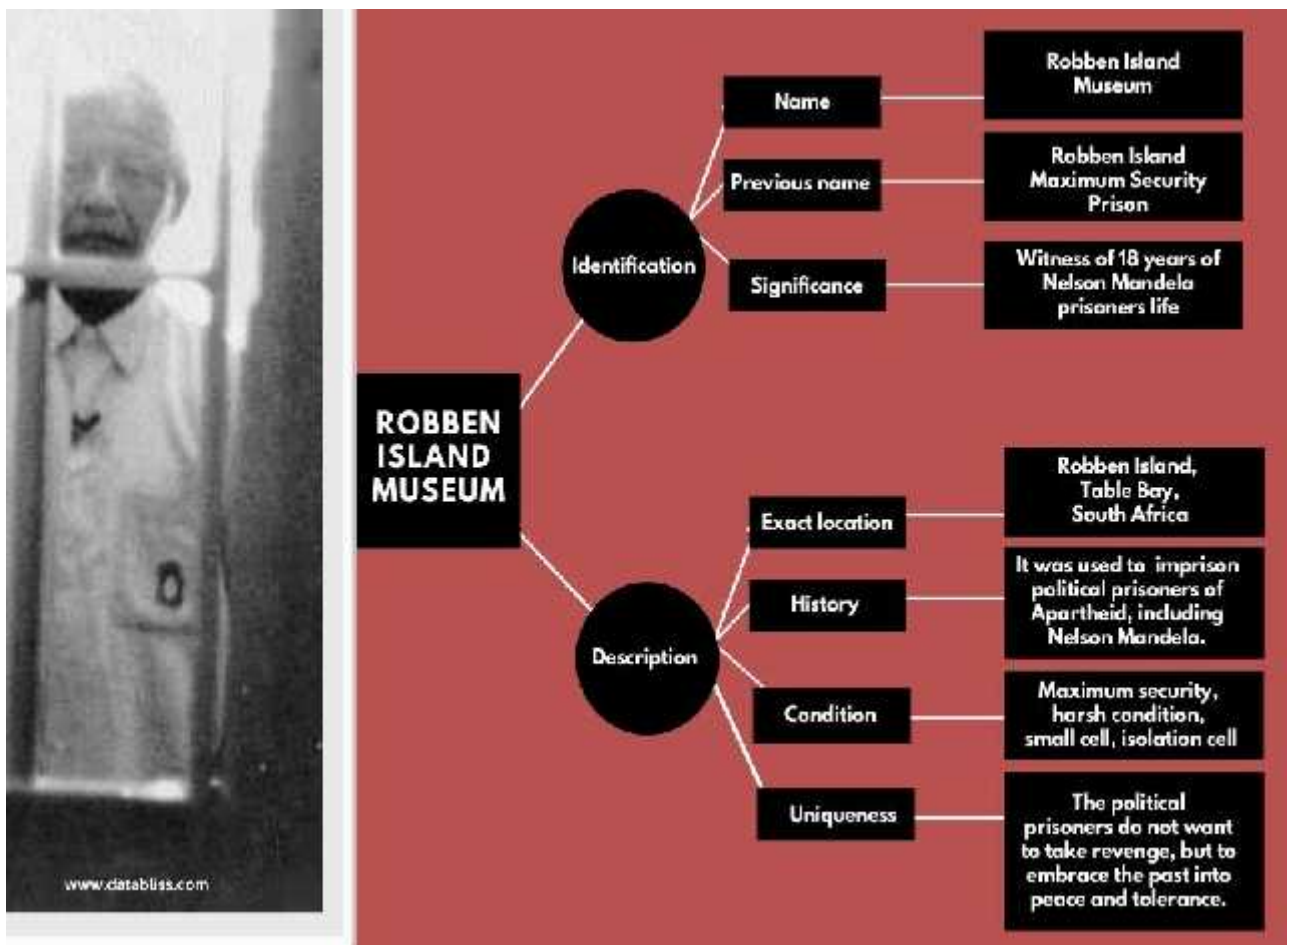 ROBBEN
ISLAND
MUSEUM
Identification
Name
Robben Island
Museum
Previous name
Robben Island
Maximum Security
Prison
Significance
Witness of 18 years of
Nelson Mandela
prisoners life
Description
Exact location
Robben Island,
Table Bay,
South Africa
History
It was used to imprison
political prisoners of
Apartheid, including
Nelson Mandela.
Condition
Maximum security,
harsh condition,
small cell, isolation cell
Uniqueness
The political
prisoners do not want
to take revenge, but to
embrace the past into
peace and tolerance.
www.databliss.com